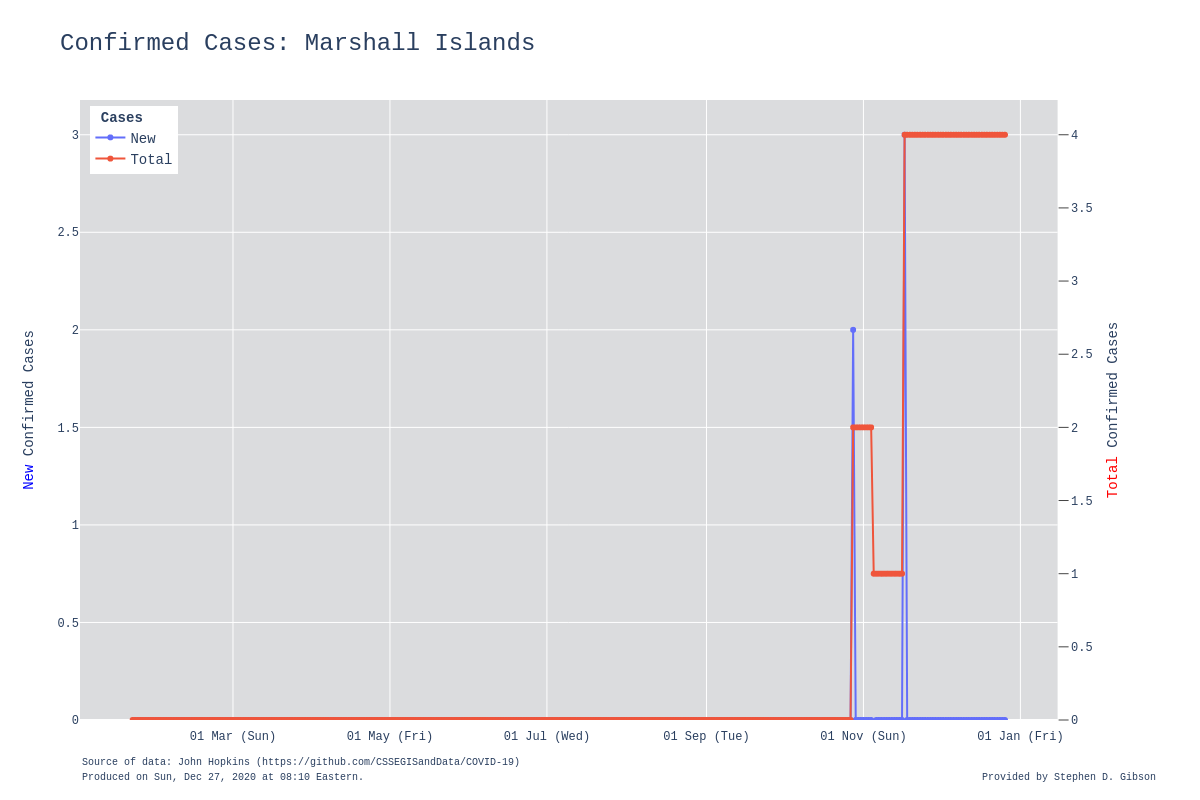 Confirmed Cases: Marshall Islands
Cases
New
Total
3
2.5
2
1.5
1
0.5
0
4
3.5
3
2.5
2
1.5
1
0.5
0
New Confirmed Cases
Total Confirmed Cases
01 Mar (Sun)
01 May (Fri)
01 Jul (Wed)
01 Sep (Tue)
01 Nov (Sun)
01 Jan (Fri)
Source of data: John Hopkins (https://github.com/CSSEGISandData/COVID-19)
Produced on Sun, Dec 27, 2020 at 08:10 Eastern.
Provided by Stephen D. Gibson